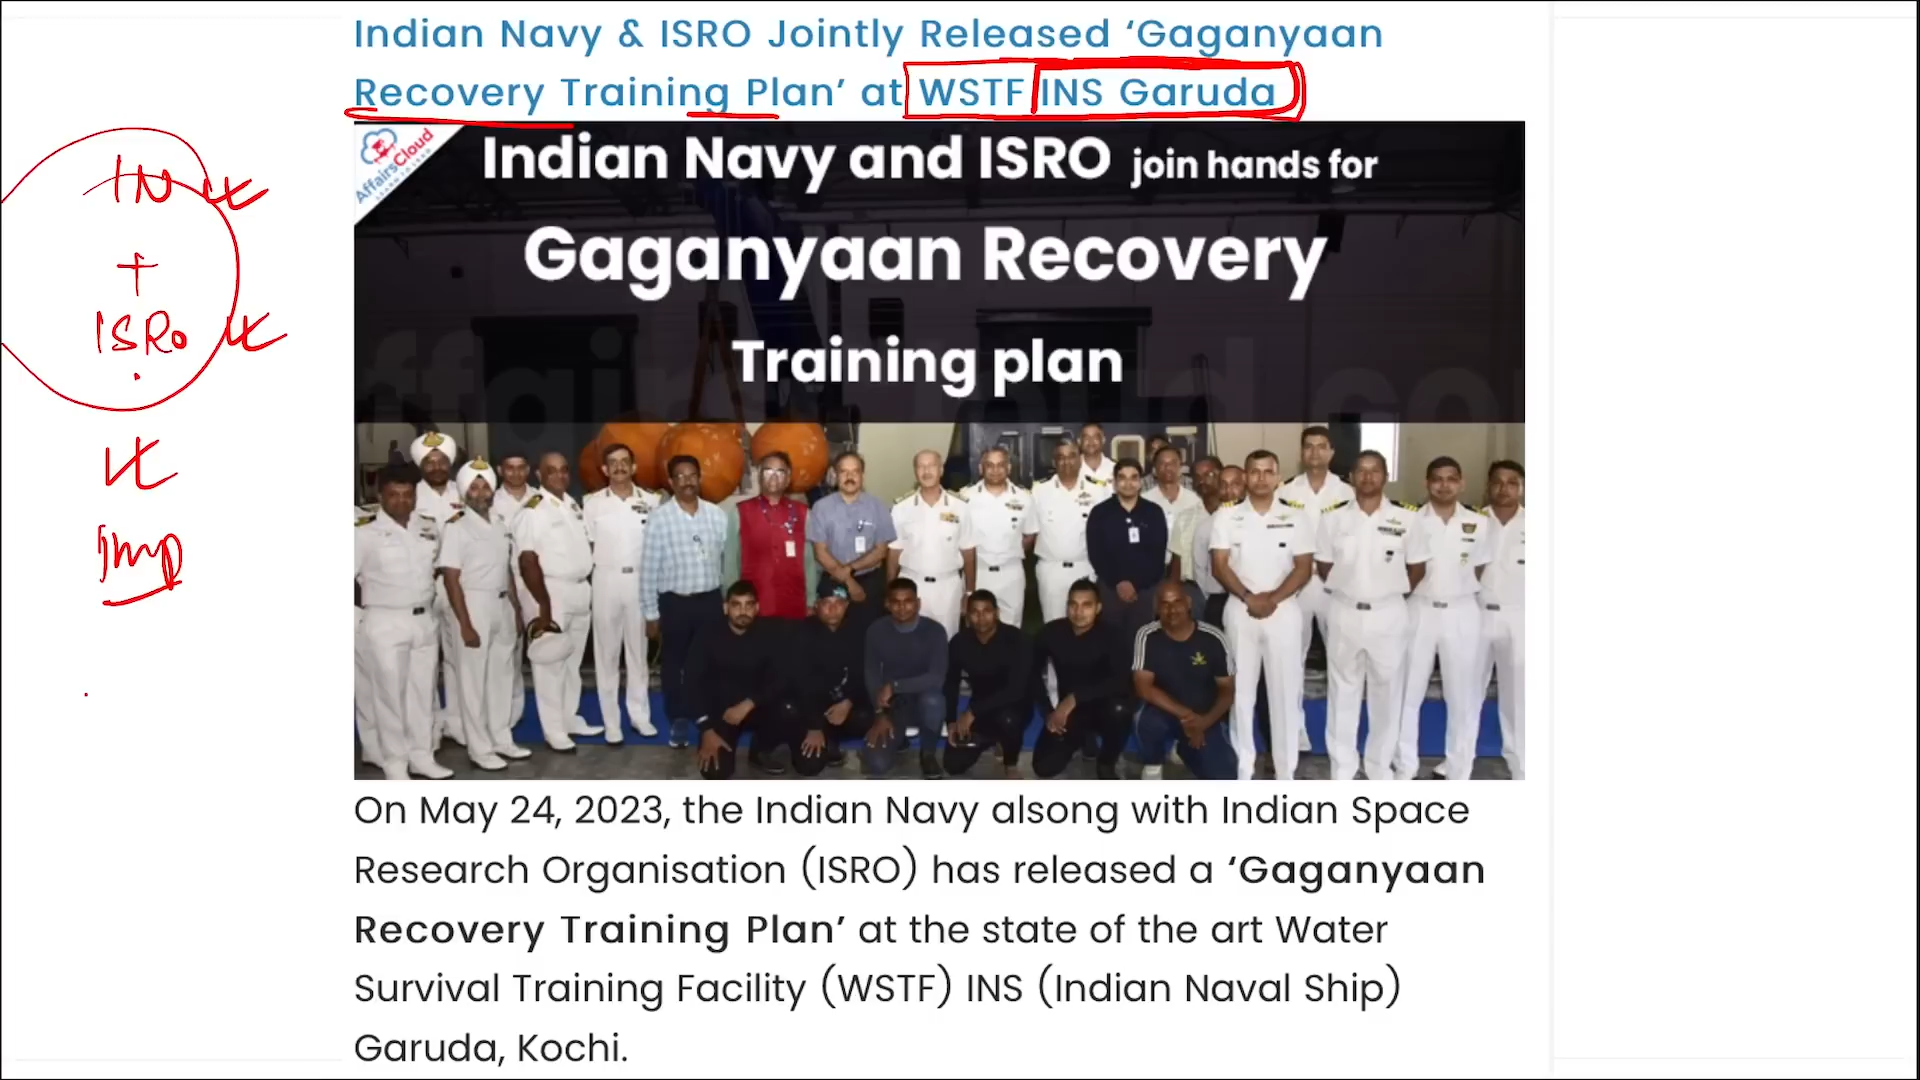 Indian Navy & ISRO Jointly Released ‘Gaganyaan
Recovery Training Plan’ at WSTF INS Garuda
AffairsCloud
Indian Navy and ISRO join hands for
Gaganyaan Recovery
Training plan
IN
+
ISRO
Imp
On May 24, 2023, the Indian Navy alsong with Indian Space
Research Organisation (ISRO) has released a ‘Gaganyaan
Recovery Training Plan’ at the state of the art Water
Survival Training Facility (WSTF) INS (Indian Naval Ship)
Garuda, Kochi.